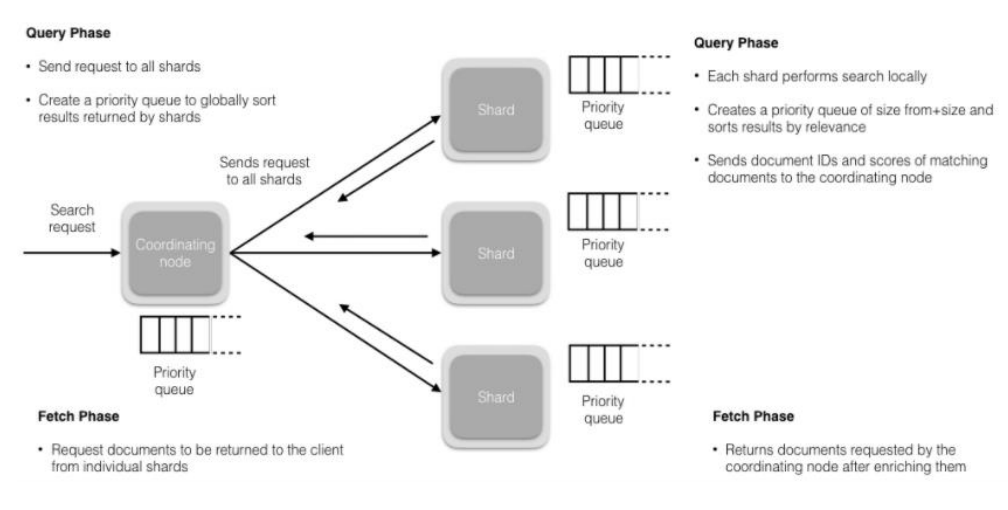 Query Phase
• Send request to all shards
• Create a priority queue to globally sort
results returned by shards
Sends request
to all shards
Search
request
Coordinating
node
Priority
queue
Fetch Phase
• Request documents to be returned to the client
from individual shards
Shard
Priority
queue
Shard
Priority
queue
Shard
Priority
queue
Query Phase
• Each shard performs search locally
• Creates a priority queue of size from+size and
sorts results by relevance
• Sends document IDs and scores of matching
documents to the coordinating node
Fetch Phase
• Returns documents requested by the
coordinating node after enriching them